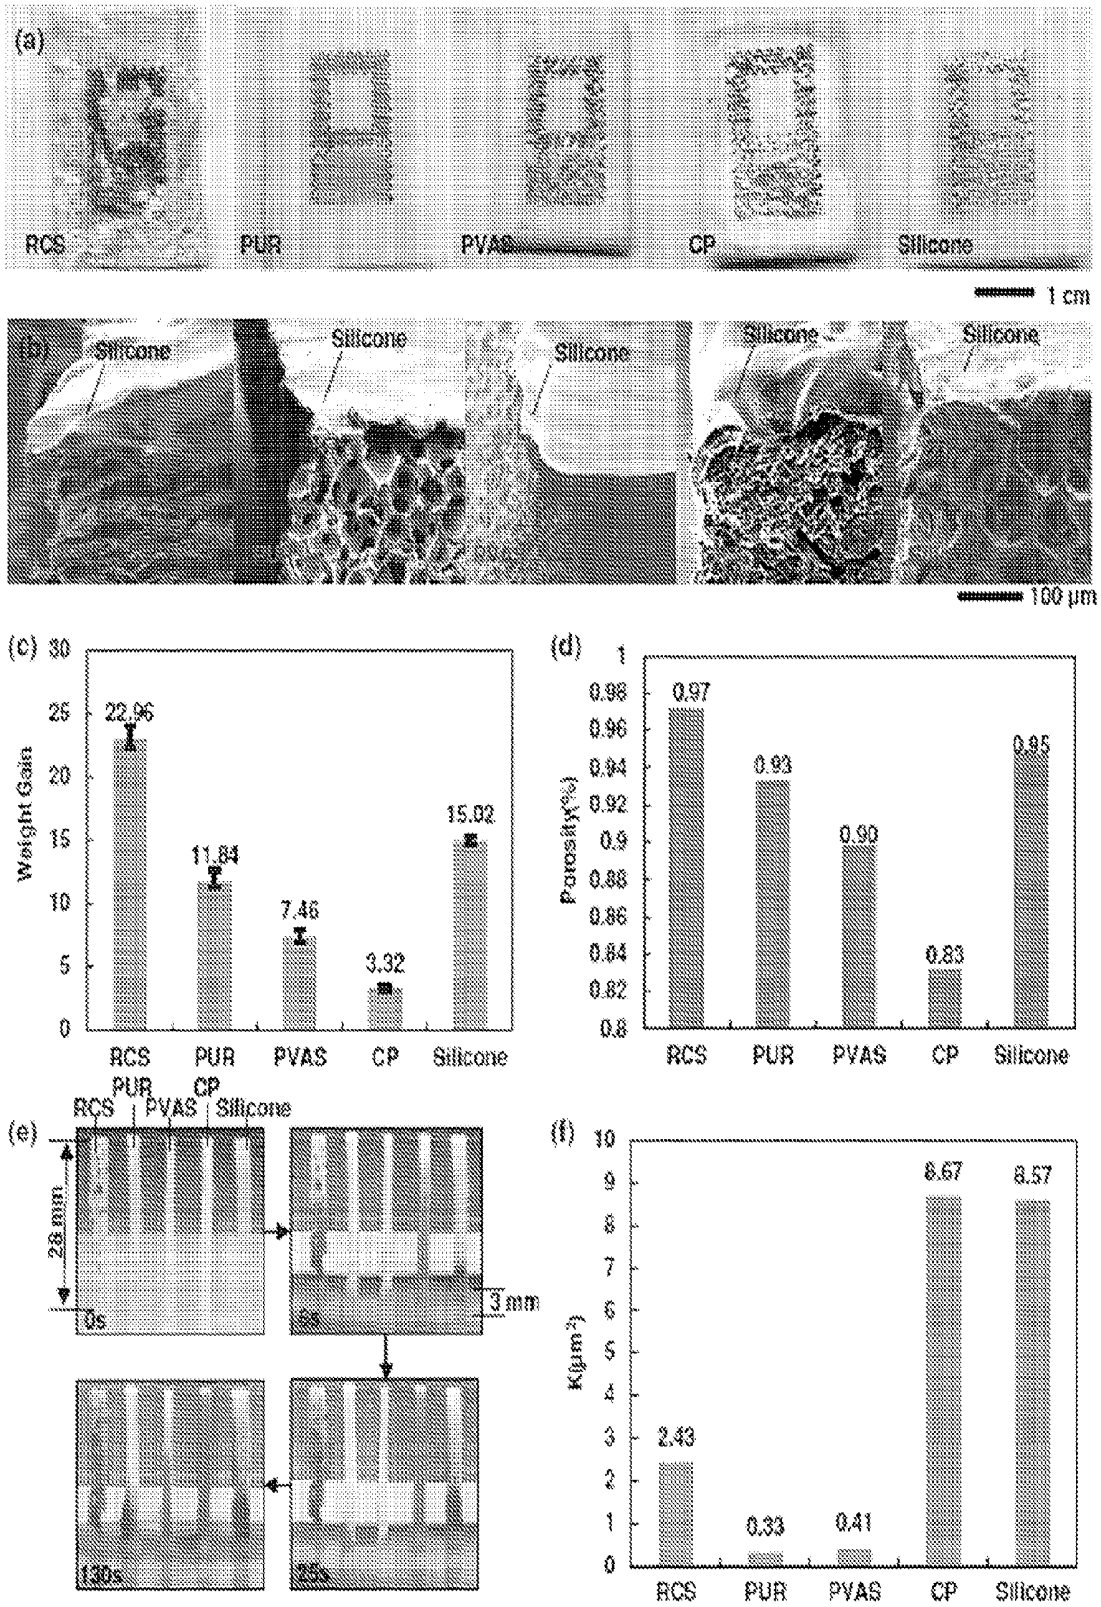 (a)
RCS PUR PVAS CP Silicone
1 cm
(b) Silicone Silicone Silicone Silicone Silicone
100 µm
(c)
Weight Gain
30
25
20
15
10
5
0
22.96
11.84
7.46
3.32
15.02
RCS PUR PVAS CP Silicone
(d)
Porosity(%)
1
0.98
0.96
0.94
0.92
0.9
0.88
0.86
0.84
0.82
0.8
0.97
0.93
0.90
0.83
0.95
RCS PUR PVAS CP Silicone
(e)
PUR CP
RCS PVAS Silicone
28 mm
0s
5s
3 mm
130s
25s
(f)
K(µm²)
10
9
8
7
6
5
4
3
2
1
0
2.43
0.33
0.41
8.67
8.57
RCS PUR PVAS CP Silicone